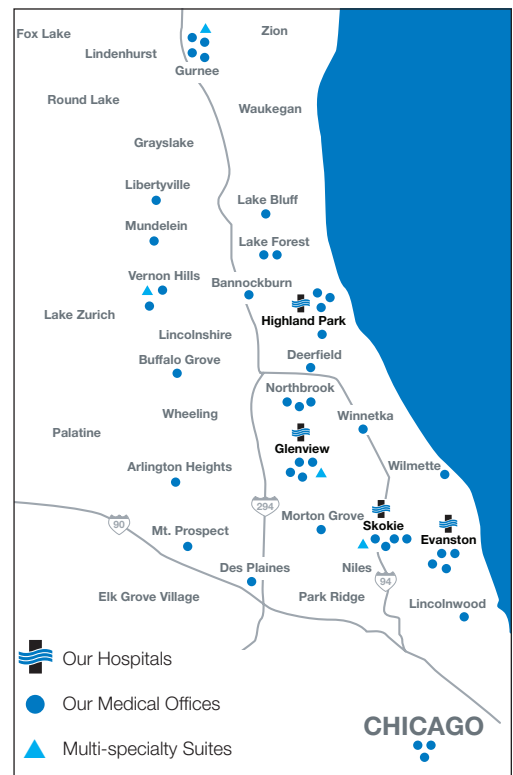 Fox Lake
Zion
Lindenhurst
Gurnee
Round Lake
Waukegan
Grayslake
Libertyville
Lake Bluff
Mundelein
Lake Forest
Vernon Hills
Bannockburn
Lake Zurich
Highland Park
Lincolnshire
Deerfield
Buffalo Grove
Northbrook
Wheeling
Winnetka
Palatine
Glenview
Arlington Heights
Wilmette
294
Morton Grove
90
Skokie
Mt. Prospect
Evanston
Des Plaines
Niles
94
Elk Grove Village
Park Ridge
Lincolnwood
Our Hospitals
Our Medical Offices
CHICAGO
Multi-specialty Suites